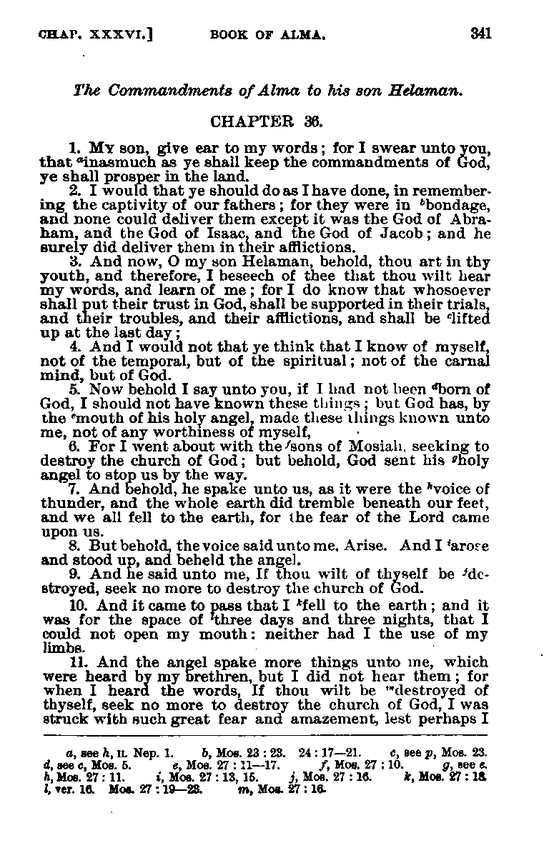 CHAP. XXXVI.] BOOK OF ALMA. 341
The Commandments of Alma to his son Helaman.
CHAPTER 36.
1. My son, give ear to my words; for I swear unto you,
that ᵃinasmuch as ye shall keep the commandments of God,
ye shall prosper in the land.
2. I would that ye should do as I have done, in remember-
ing the captivity of our fathers; for they were in ᵇbondage,
and none could deliver them except it was the God of Abra-
ham, and the God of Isaac, and the God of Jacob; and he
surely did deliver them in their afflictions.
3. And now, O my son Helaman, behold, thou art in thy
youth, and therefore, I beseech of thee that thou wilt hear
my words, and learn of me; for I do know that whosoever
shall put their trust in God, shall be supported in their trials,
and their troubles, and their afflictions, and shall be ᶜlifted
up at the last day;
4. And I would not that ye think that I know of myself,
not of the temporal, but of the spiritual; not of the carnal
mind, but of God.
5. Now behold I say unto you, if I had not been ᵈborn of
God, I should not have known these things; but God has, by
the ᵉmouth of his holy angel, made these things known unto
me, not of any worthiness of myself,
6. For I went about with the ᶠsons of Mosiah, seeking to
destroy the church of God; but behold, God sent his ᵍholy
angel to stop us by the way.
7. And behold, he spake unto us, as it were the ʰvoice of
thunder, and the whole earth did tremble beneath our feet,
and we all fell to the earth, for the fear of the Lord came
upon us.
8. But behold, the voice said unto me, Arise. And I ⁱarose
and stood up, and beheld the angel.
9. And he said unto me, If thou wilt of thyself be ʲde-
stroyed, seek no more to destroy the church of God.
10. And it came to pass that I ᵏfell to the earth; and it
was for the space of ˡthree days and three nights, that I
could not open my mouth: neither had I the use of my
limbs.
11. And the angel spake more things unto me, which
were heard by my brethren, but I did not hear them; for
when I heard the words, If thou wilt be ᵐdestroyed of
thyself, seek no more to destroy the church of God, I was
struck with such great fear and amazement, lest perhaps I
a, see h, II. Nep. 1. b, Mos. 23:23. 24:17—21. c, see p, Mos. 23.
d, see c, Mos. 5. e, Mos. 27:11—17. f, Mos. 27:10. g, see e.
h, Mos. 27:11. i, Mos. 27:13, 15. j, Mos. 27:16. k, Mos. 27:18.
l, ver. 16. Mos. 27:19—23. m, Mos. 27:16.